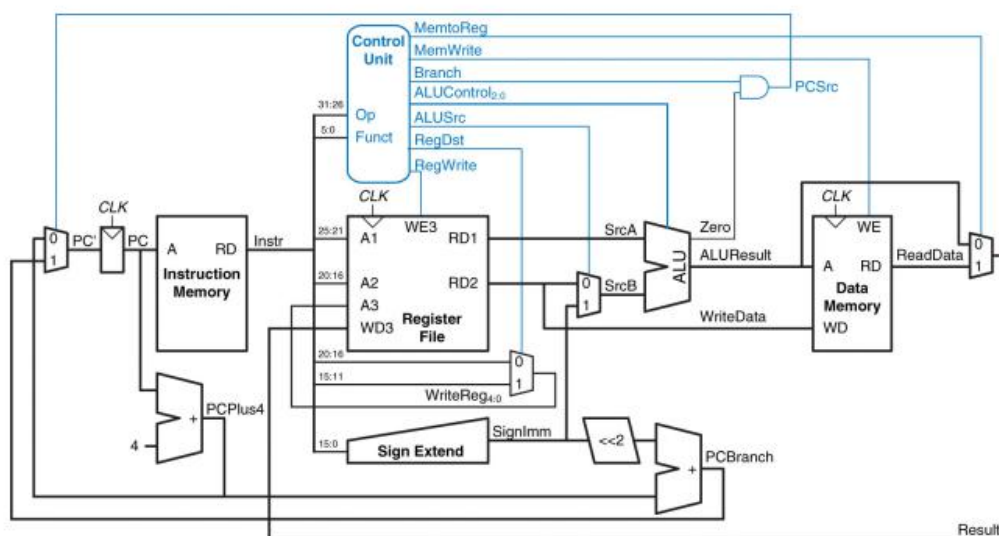 MemtoReg
Control
Unit
MemWrite
Branch
ALUControl2:0
PCSrc
31:26
Op
ALUSrc
5:0
Funct
RegDst
RegWrite
CLK
CLK
CLK
WE3
SrcA
Zero
WE
0
1
PC'
PC
A
RD
Instr
25:21
A1
RD1
ALU
ALUResult
A
RD
ReadData
0
1
Instruction
Memory
20:16
A2
RD2
0
1
SrcB
Data
Memory
A3
WD3
Register
File
WriteData
WD
20:16
0
15:11
1
WriteReg4:0
PCPlus4
+
4
15:0
Sign Extend
SignImm
<<2
+
PCBranch
Result